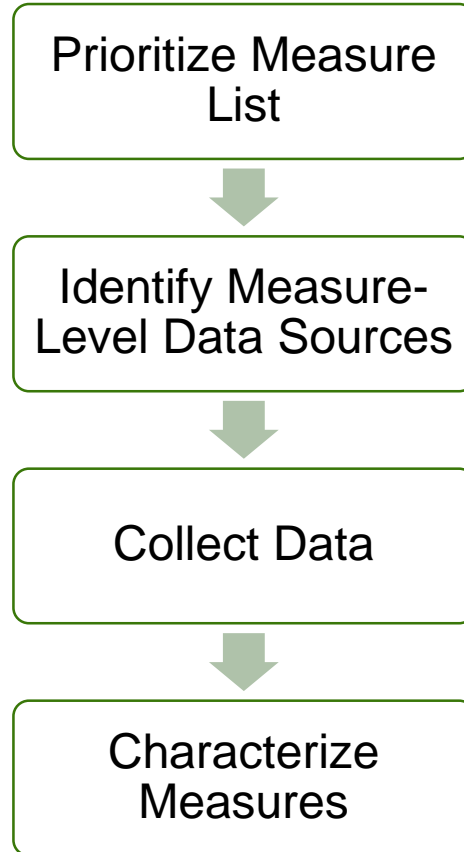 Prioritize Measure
List
Identify Measure-
Level Data Sources
Collect Data
Characterize
Measures